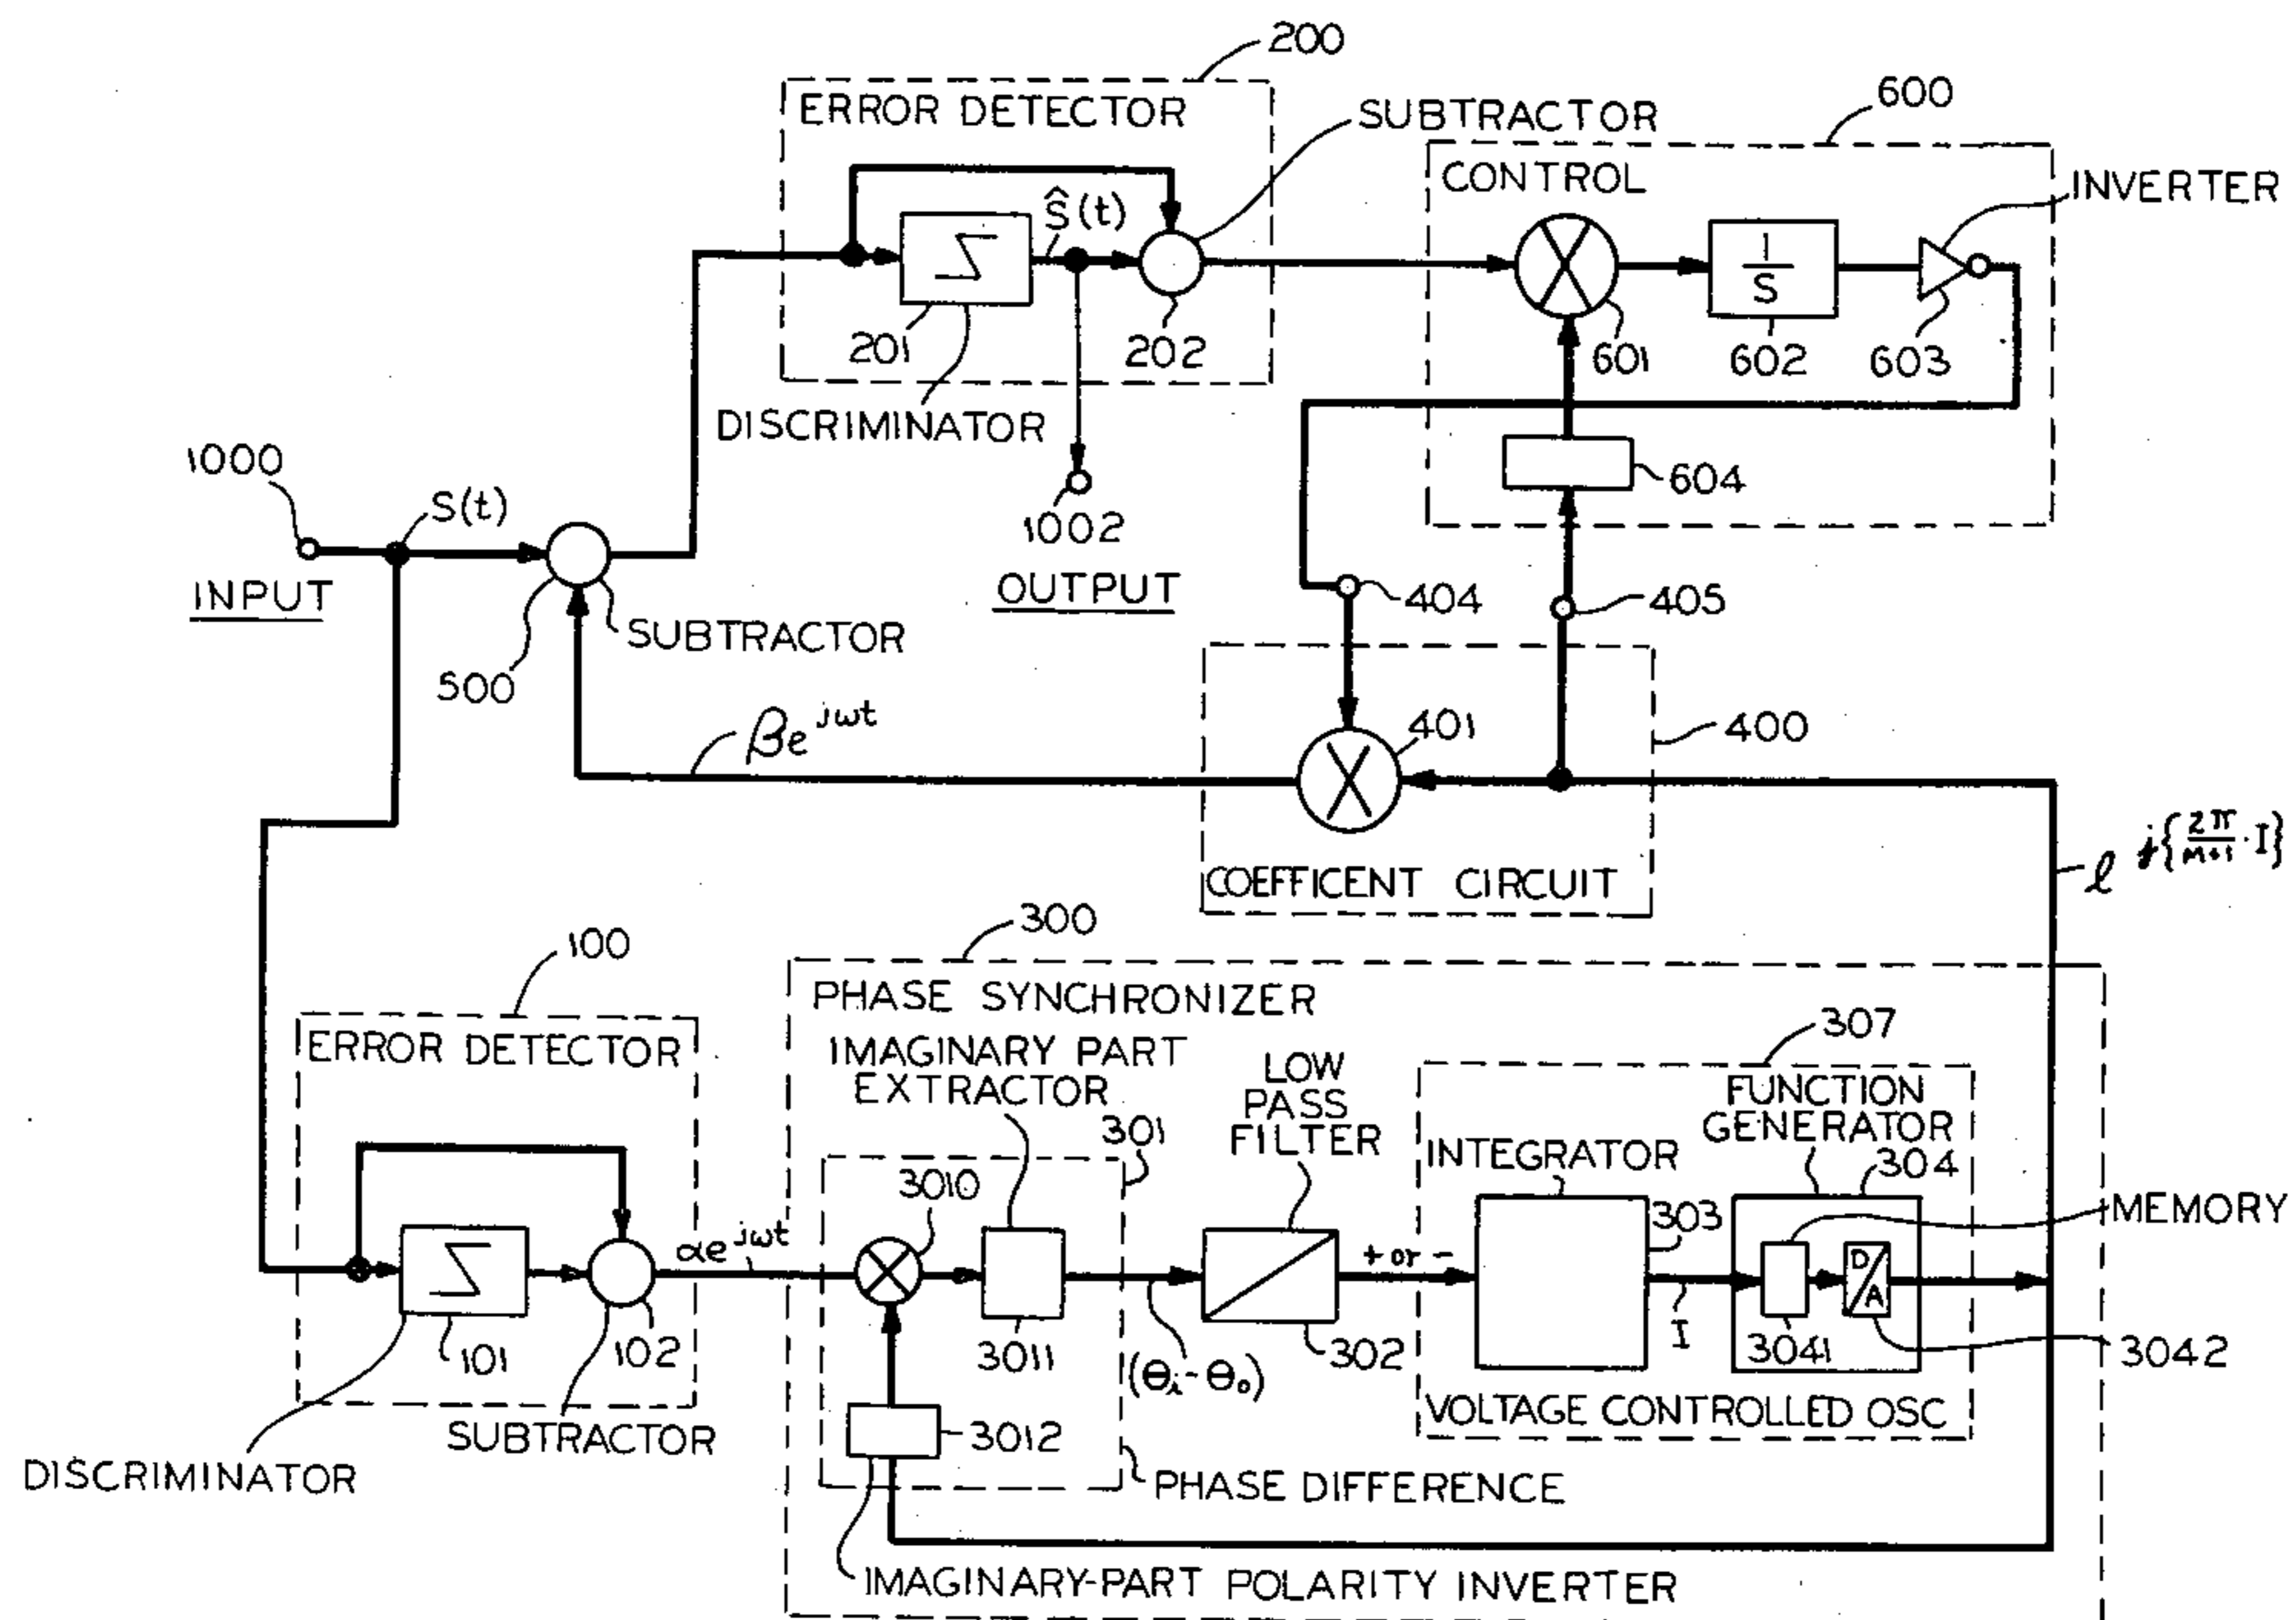 200
ERROR DETECTOR
SUBTRACTOR
600
CONTROL
INVERTER
Ŝ(t)
1
S
201
202
601
602
603
DISCRIMINATOR
604
1000
S(t)
1002
INPUT
OUTPUT
404
405
SUBTRACTOR
500
βe^jωt
401
400
COEFFICENT CIRCUIT
ℓ^j{2π/M+1·I}
300
100
PHASE SYNCHRONIZER
307
ERROR DETECTOR
IMAGINARY PART
EXTRACTOR
LOW
PASS
FILTER
FUNCTION
GENERATOR
301
INTEGRATOR
304
3010
MEMORY
303
αe^jωt
+ or -
D/A
I
101
102
3011
(θi-θo)
302
3041
3042
VOLTAGE CONTROLLED OSC
3012
SUBTRACTOR
DISCRIMINATOR
PHASE DIFFERENCE
IMAGINARY-PART POLARITY INVERTER